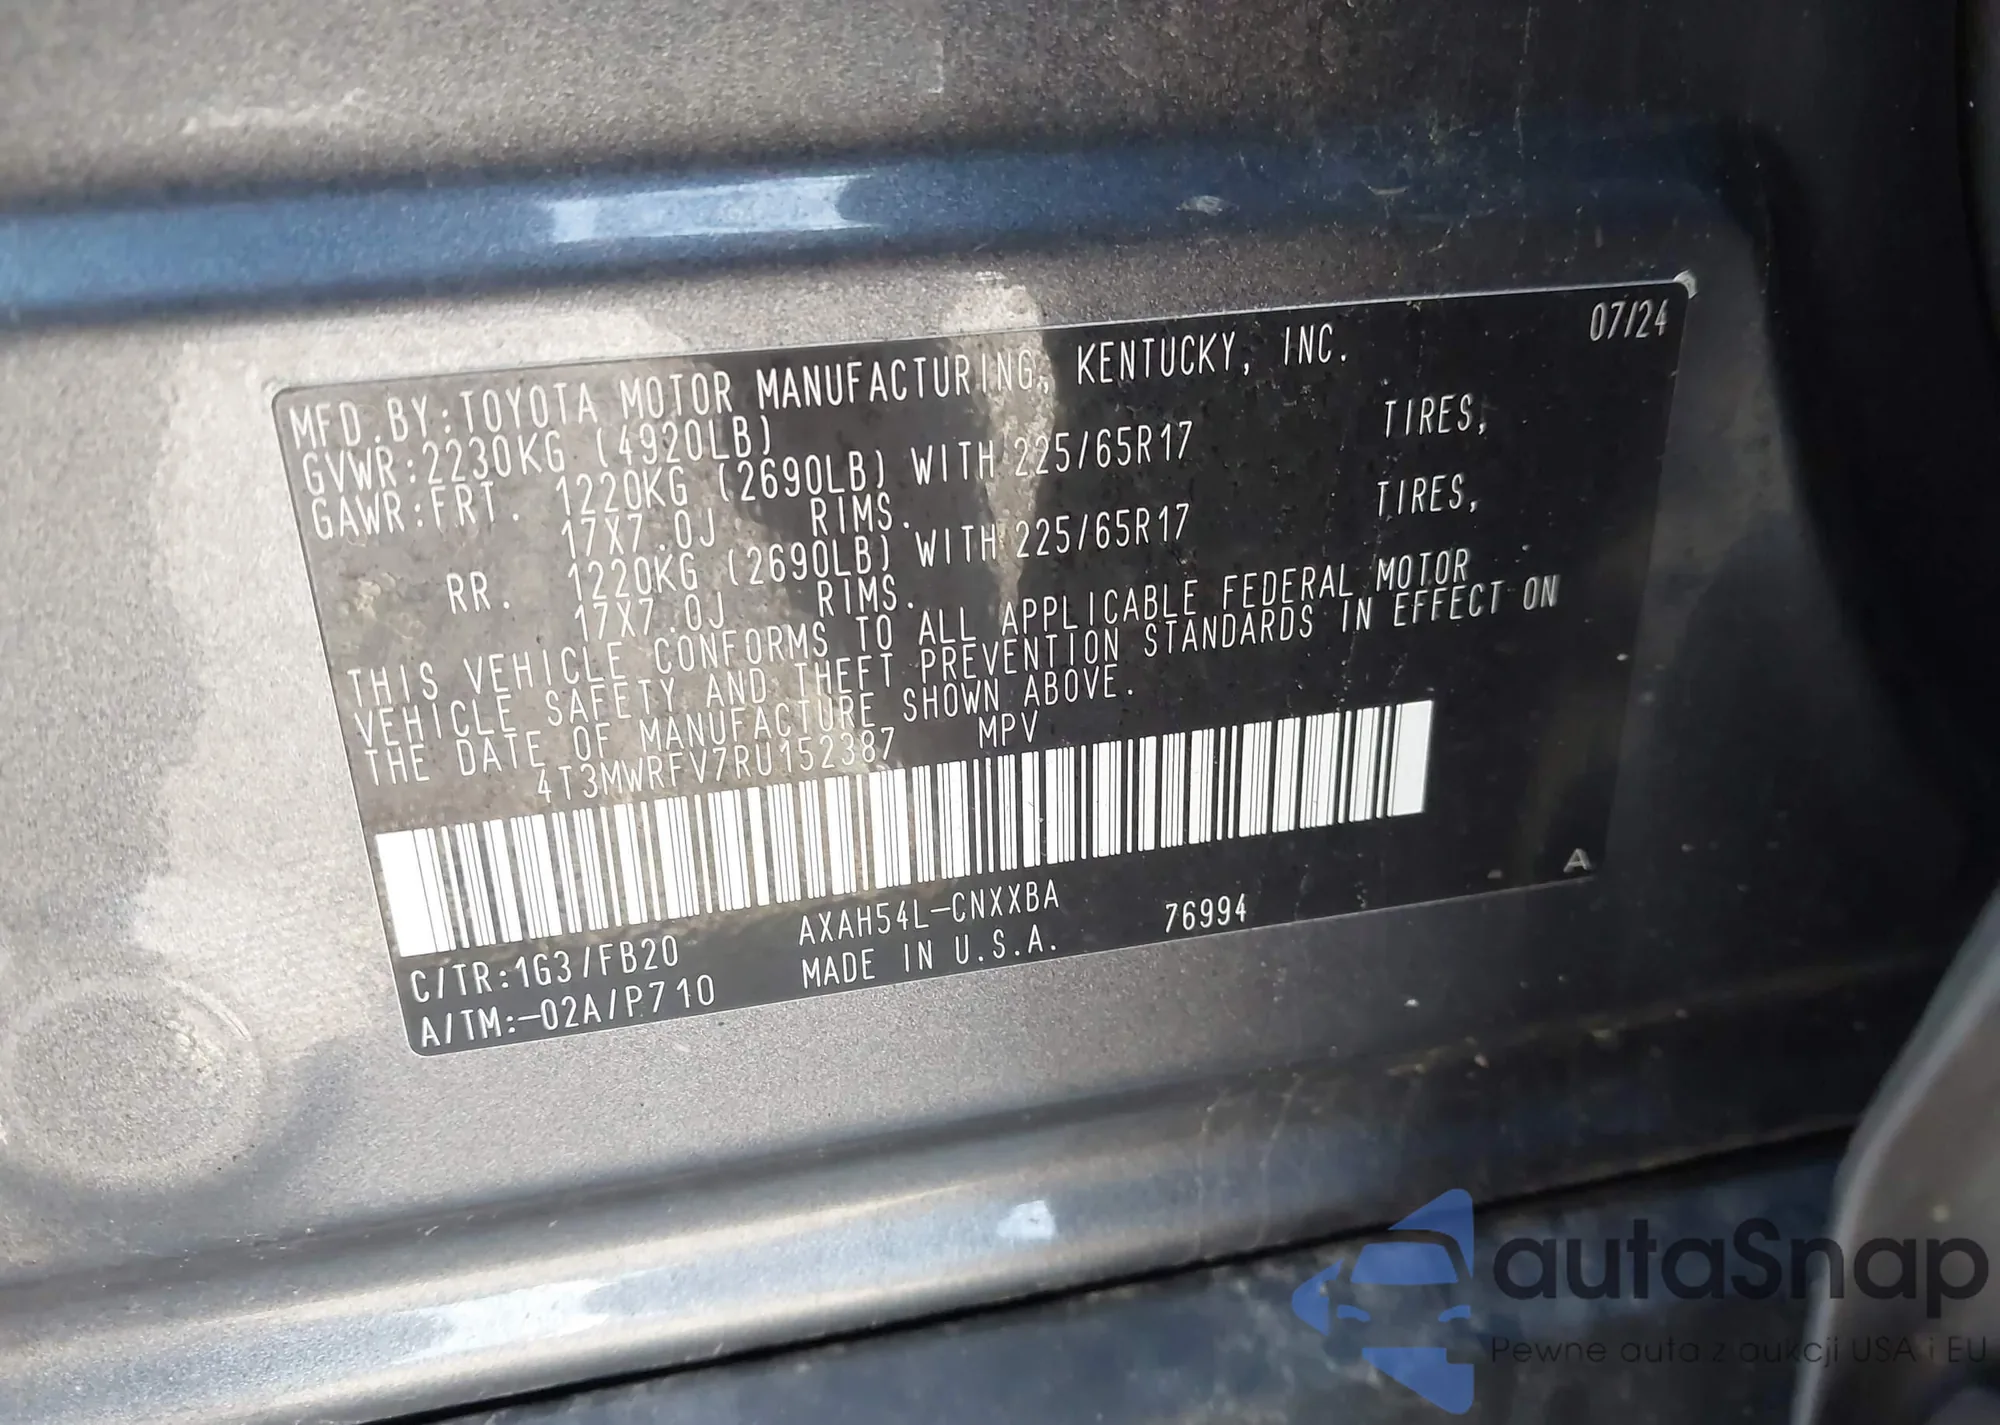 07/24
MFD.BY:TOYOTA MOTOR MANUFACTURING, KENTUCKY, INC.
GVWR:2230KG (4920LB)
GAWR:FRT. 1220KG (2690LB) WITH 225/65R17 TIRES,
17X7.0J RIMS.
RR. 1220KG (2690LB) WITH 225/65R17 TIRES,
17X7.0J RIMS.
THIS VEHICLE CONFORMS TO ALL APPLICABLE FEDERAL MOTOR
VEHICLE SAFETY AND THEFT PREVENTION STANDARDS IN EFFECT ON
THE DATE OF MANUFACTURE SHOWN ABOVE.
4T3MWRFV7RU152387 MPV
A
C/TR:1G3/FB20 AXAH54L-CNXXBA 76994
A/TM:-02A/P710 MADE IN U.S.A.
autaSnap
Pewne auta z aukcji USA i EU